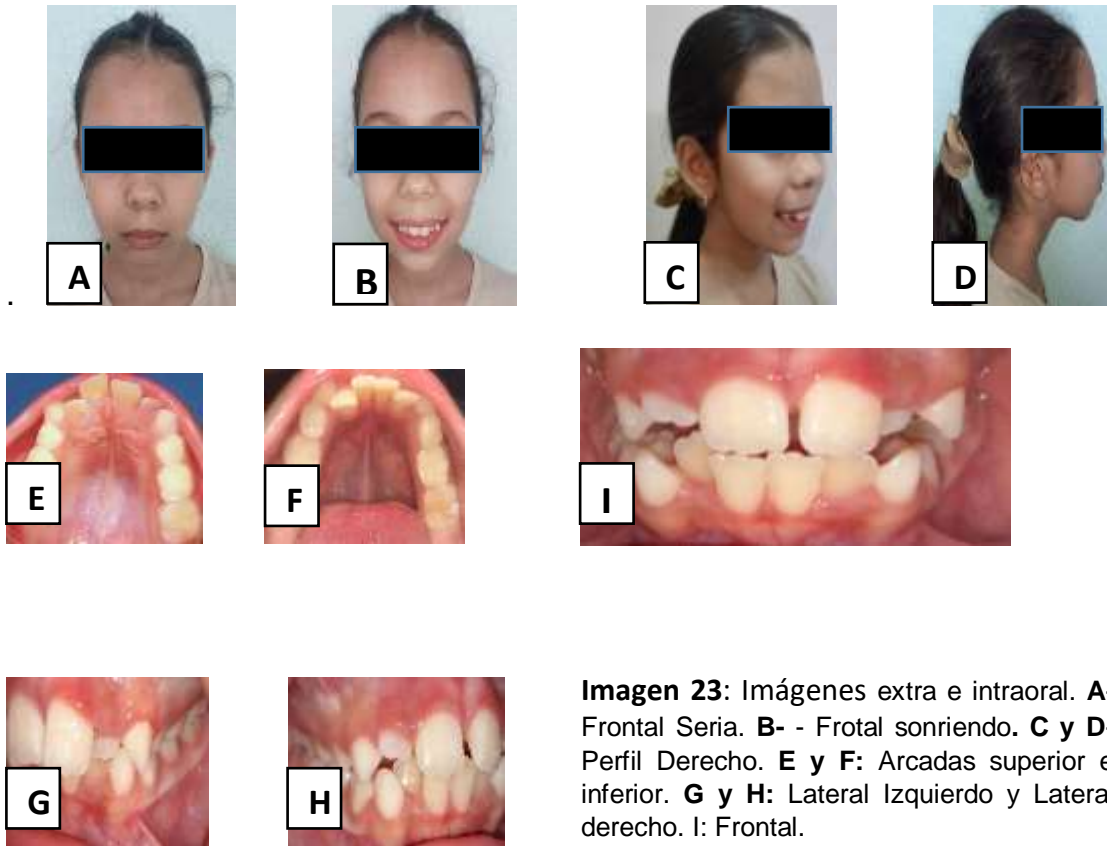 A
B
C
D
.
E
F
I
G
H
Imagen 23: Imágenes extra e intraoral. A-
Frontal Seria. B- - Frotal sonriendo. C y D-
Perfil Derecho. E y F: Arcadas superior e
inferior. G y H: Lateral Izquierdo y Lateral
derecho. I: Frontal.